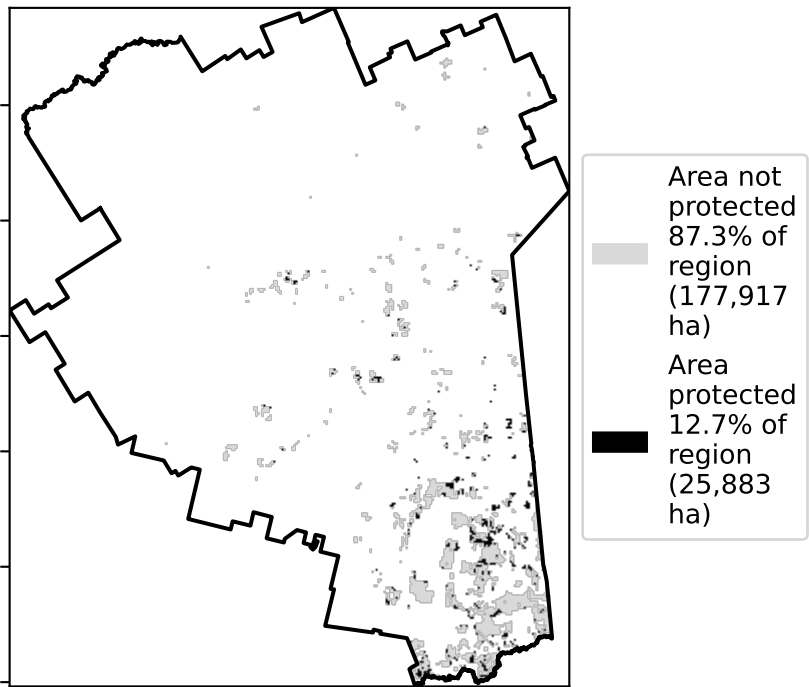 Area not
protected
87.3% of
region
(177,917
ha)
Area
protected
12.7% of
region
(25,883
ha)